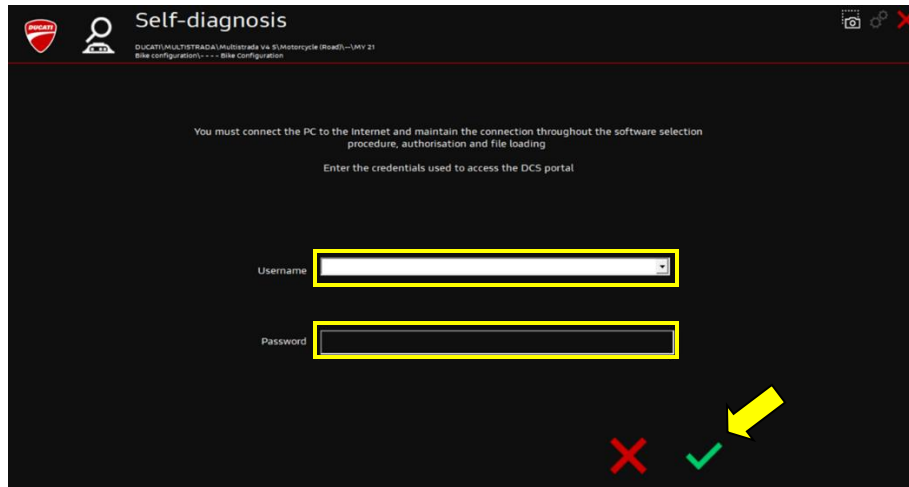 DUCATI
Self-diagnosis
DUCATI\MULTISTRADA\Multistrada V4 S\Motorcycle (Road)\--\MY 21
Bike configuration\- - - - Bike Configuration
You must connect the PC to the Internet and maintain the connection throughout the software selection
procedure, authorisation and file loading
Enter the credentials used to access the DCS portal
Username
Password